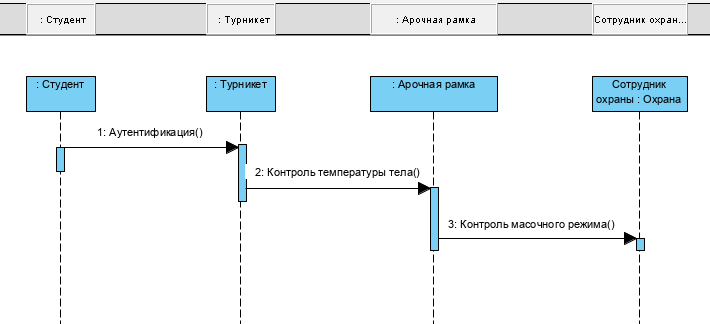 : Студент
: Турникет
: Арочная рамка
Сотрудник охран...
: Студент
: Турникет
: Арочная рамка
Сотрудник
охраны : Охрана
1: Аутентификация()
2: Контроль температуры тела()
3: Контроль масочного режима()